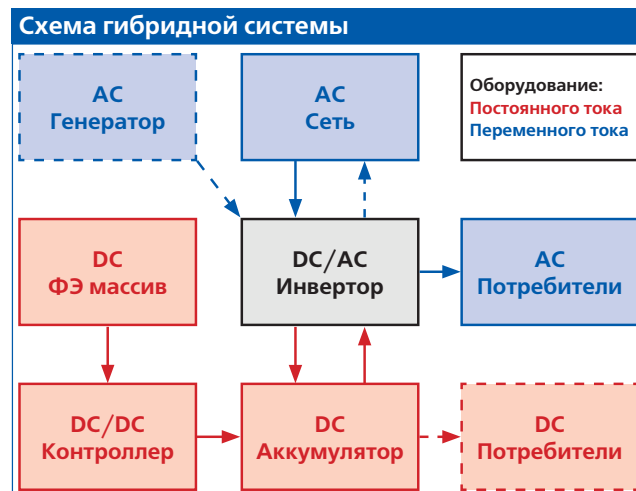 Схема гибридной системы
AC
Генератор
AC
Сеть
Оборудование:
Постоянного тока
Переменного тока
DC
ФЭ массив
DC/AC
Инвертор
AC
Потребители
DC/DC
Контроллер
DC
Аккумулятор
DC
Потребители